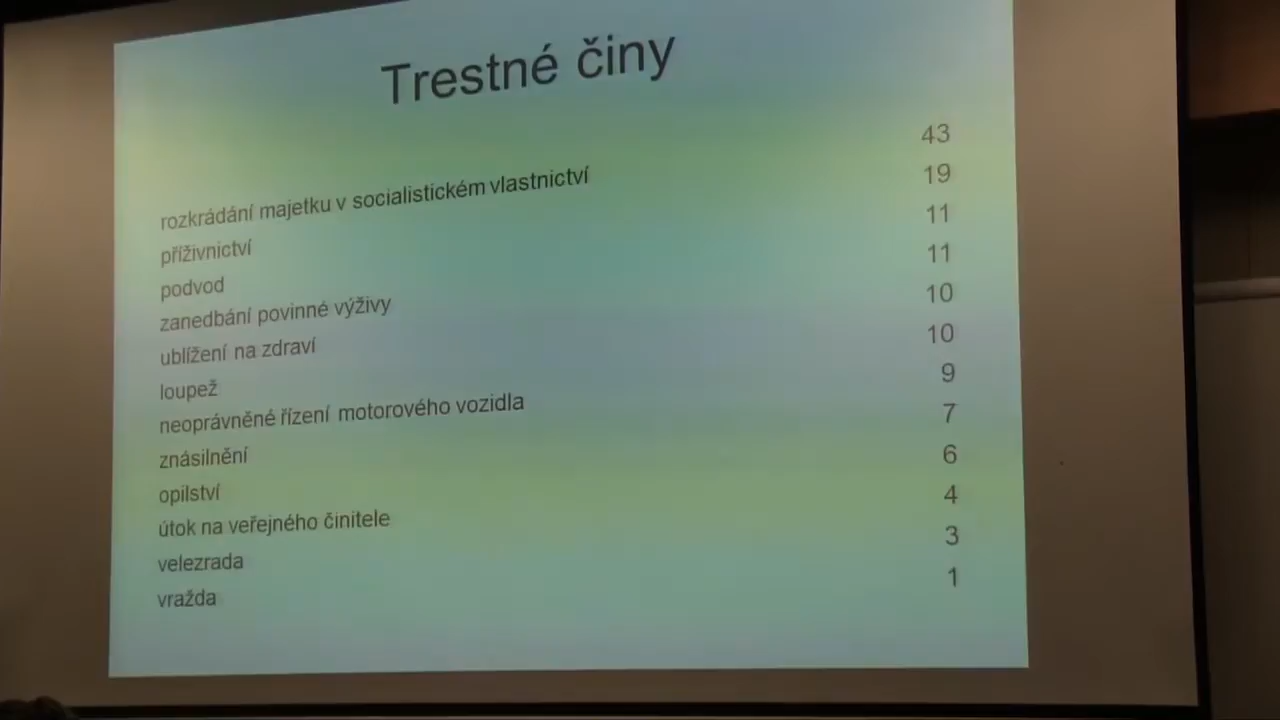 Trestné činy
rozkrádání majetku v socialistickém vlastnictví 43
příživnictví 19
podvod 11
zanedbání povinné výživy 11
ublížení na zdraví 10
loupež 10
neoprávněné řízení motorového vozidla 9
znásilnění 7
opilství 6
útok na veřejného činitele 4
velezrada 3
vražda 1